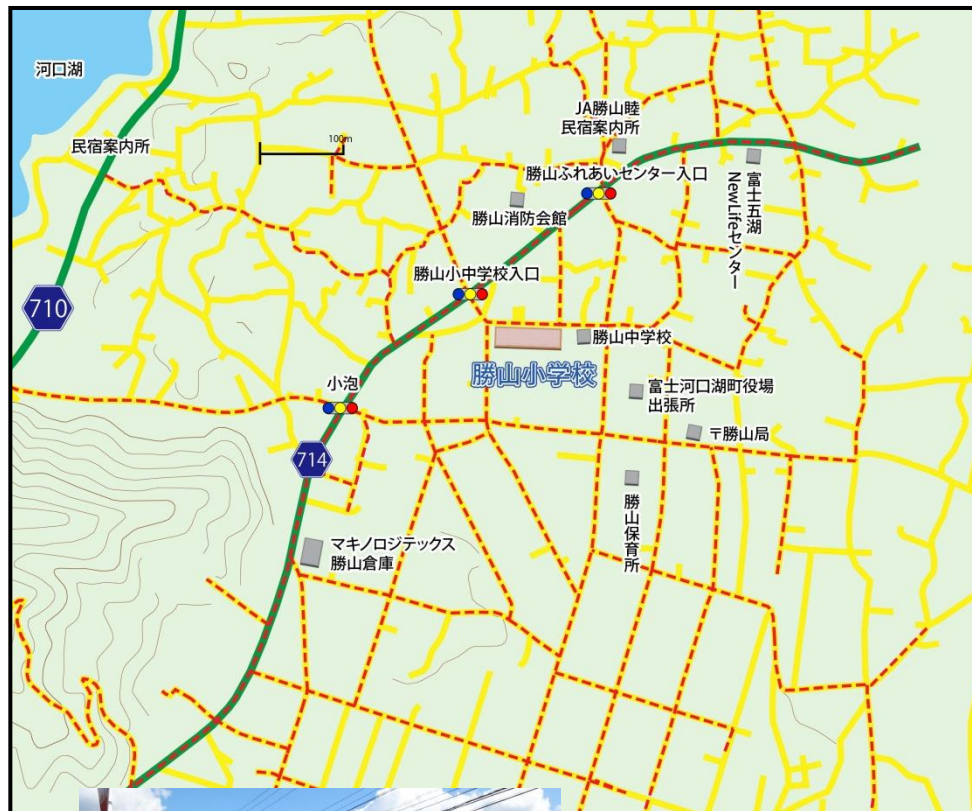 河口湖
民宿案内所
100m
JA勝山睦
民宿案内所
勝山ふれあいセンター入口
富士五湖
NewLifeセンター
勝山消防会館
勝山小中学校入口
710
勝山中学校
勝山小学校
小泡
富士河口湖町役場
出張所
〒勝山局
714
勝山保育所
マキノロジテックス
勝山倉庫